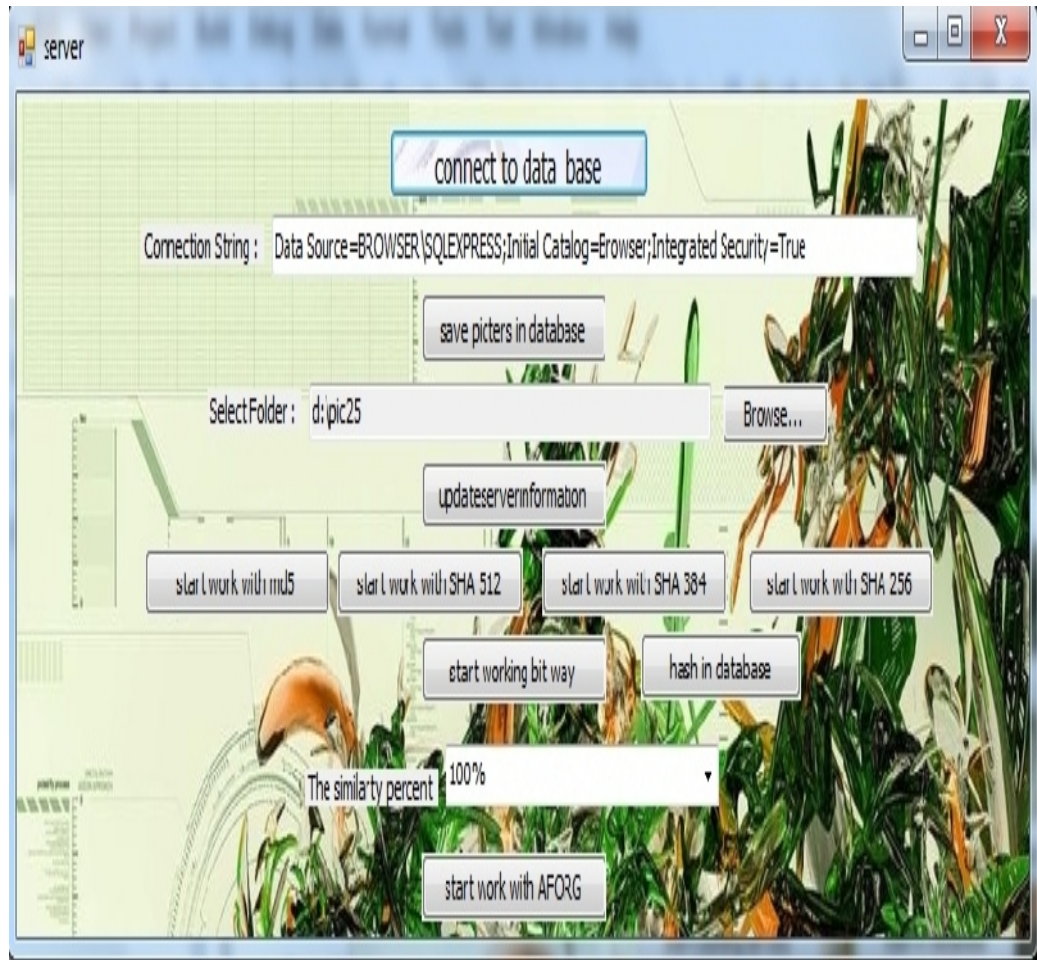 server
connect to data base
Connection String : Data Source=BROWSER\SQLEXPRESS;Initial Catalog=Browser;Integrated Security=True
save picters in database
Select Folder : d:\pic25 Browse...
updateserverinformation
start work with md5 start work with SHA 512 start work with SHA 384 start work with SHA 256
start working bit way hash in database
The similarty percent 100%
start work with AFORG